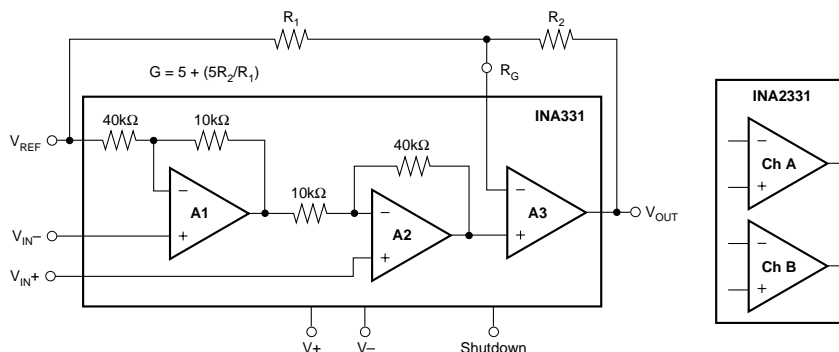 R1
R2
G = 5 + (5R2/R1)
RG
INA331
INA2331
40kΩ
10kΩ
40kΩ
VREF
10kΩ
Ch A
A1
A2
A3
VOUT
VIN–
VIN+
Ch B
V+
V–
Shutdown